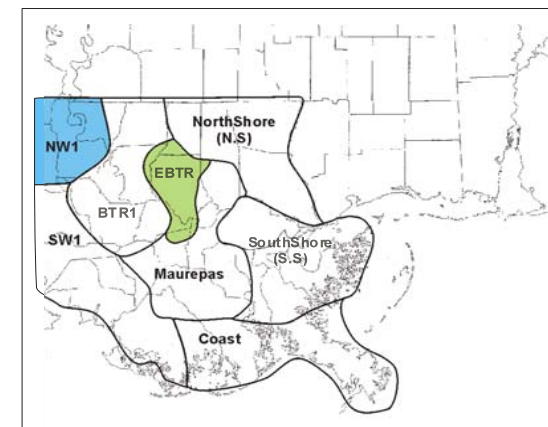 NorthShore
(N.S)
NW1
EBTR
BTR1
SW1
SouthShore
(S.S)
Maurepas
Coast